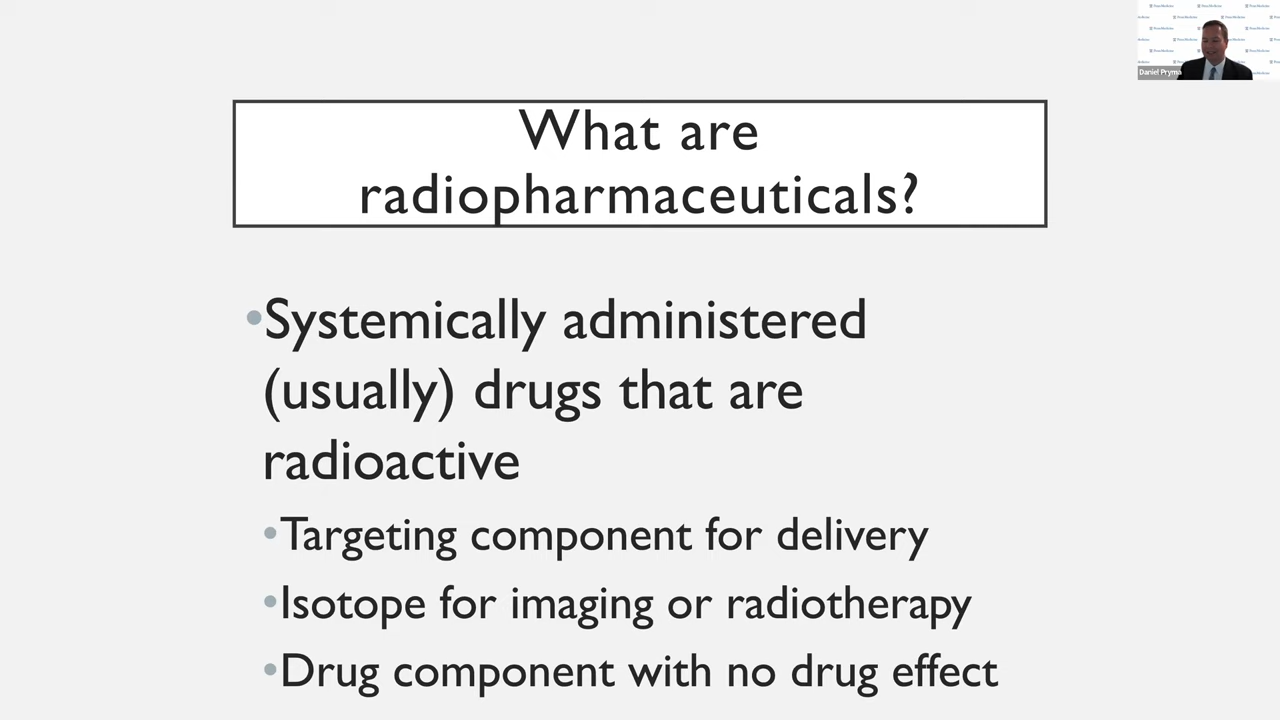 Daniel Pryma
What are
radiopharmaceuticals?
•Systemically administered
(usually) drugs that are
radioactive
•Targeting component for delivery
•Isotope for imaging or radiotherapy
•Drug component with no drug effect